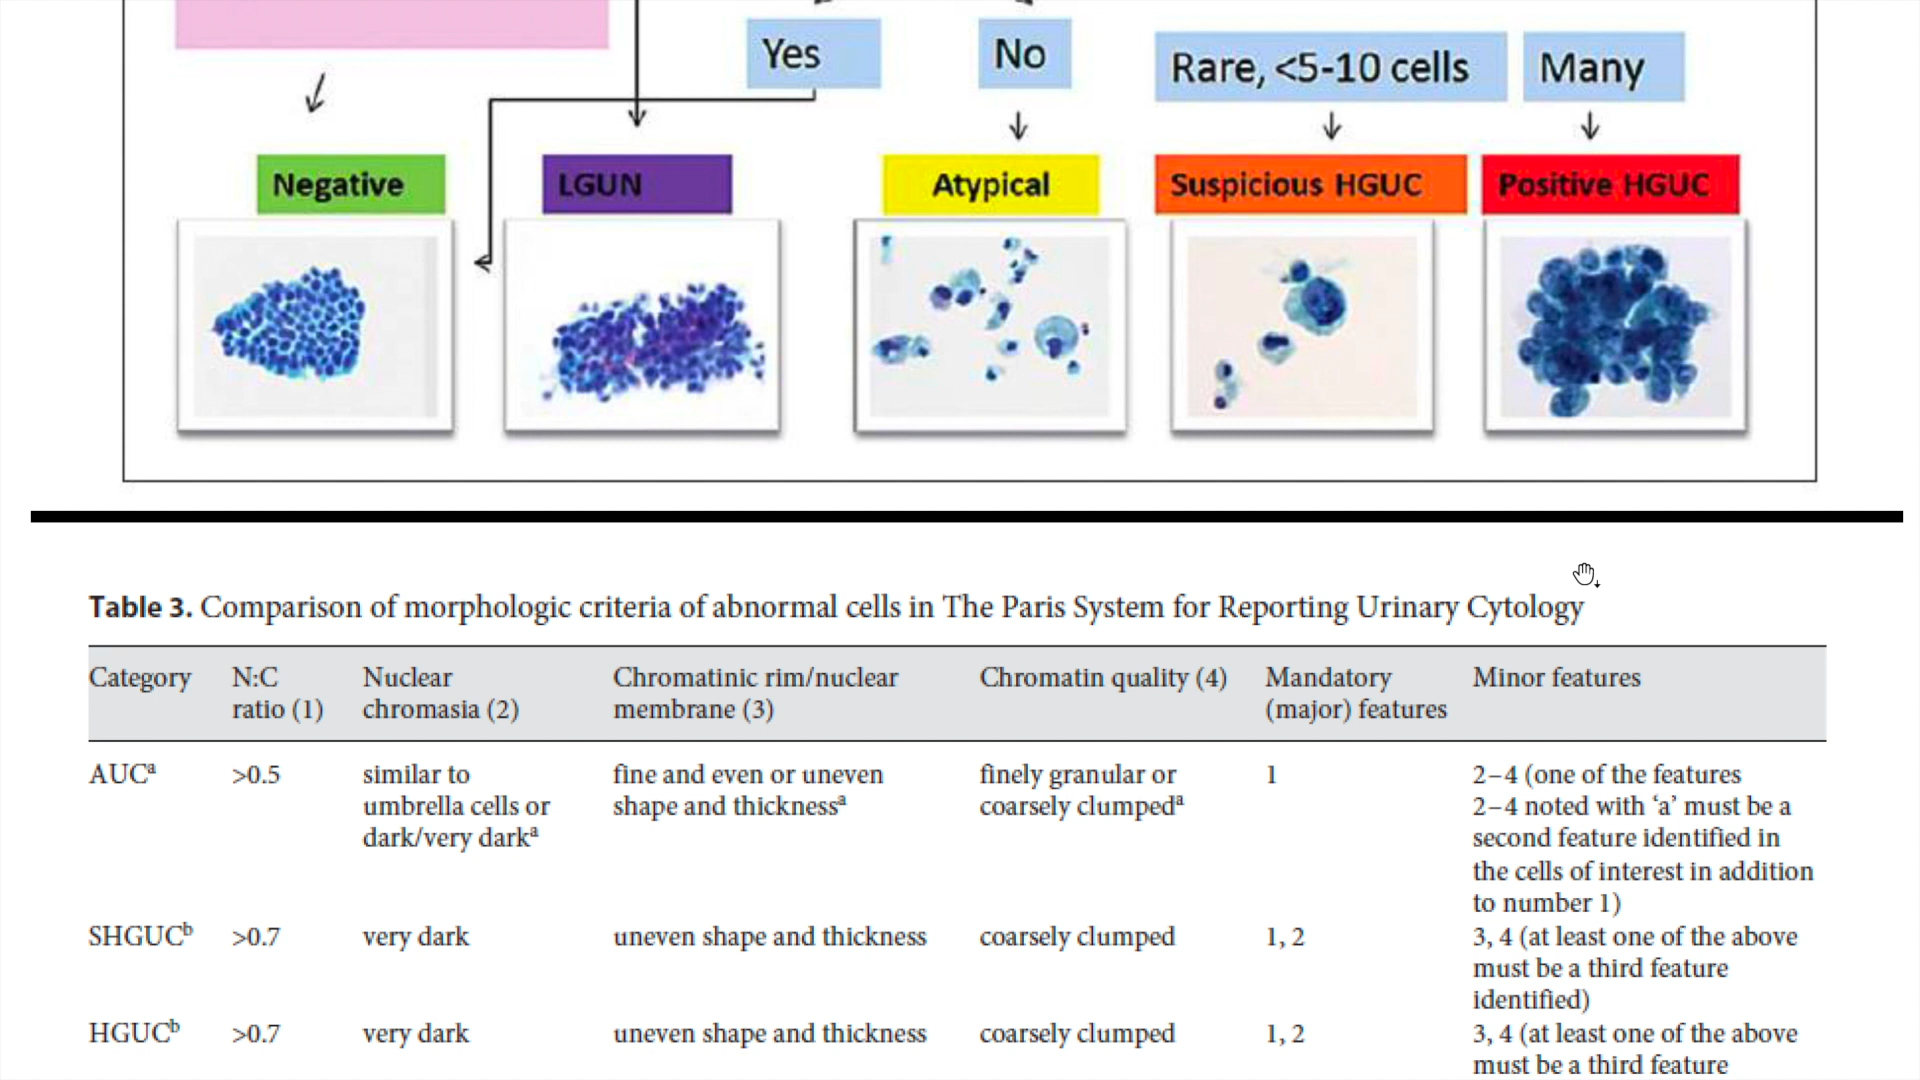 Yes
No
Rare, <5-10 cells
Many
Negative
LGUN
Atypical
Suspicious HGUC
Positive HGUC
Table 3. Comparison of morphologic criteria of abnormal cells in The Paris System for Reporting Urinary Cytology
Category N:C Nuclear Chromatinic rim/nuclear Chromatin quality (4) Mandatory Minor features
ratio (1) chromasia (2) membrane (3) (major) features
AUCᵃ >0.5 similar to fine and even or uneven finely granular or 1 2–4 (one of the features
umbrella cells or shape and thicknessᵃ coarsely clumpedᵃ 2–4 noted with ‘a’ must be a
dark/very darkᵃ second feature identified in
the cells of interest in addition
to number 1)
SHGUCᵇ >0.7 very dark uneven shape and thickness coarsely clumped 1, 2 3, 4 (at least one of the above
must be a third feature
identified)
HGUCᵇ >0.7 very dark uneven shape and thickness coarsely clumped 1, 2 3, 4 (at least one of the above
must be a third feature